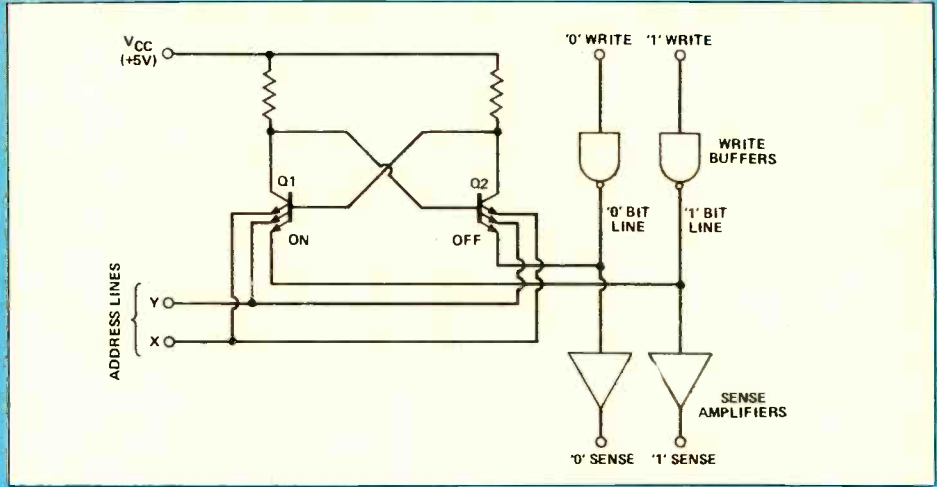 VCC
(+5V)
'0' WRITE '1' WRITE
WRITE
BUFFERS
Q1
Q2
'0' BIT
LINE
'1' BIT
LINE
ON
OFF
ADDRESS LINES
Y
X
SENSE
AMPLIFIERS
'0' SENSE '1' SENSE